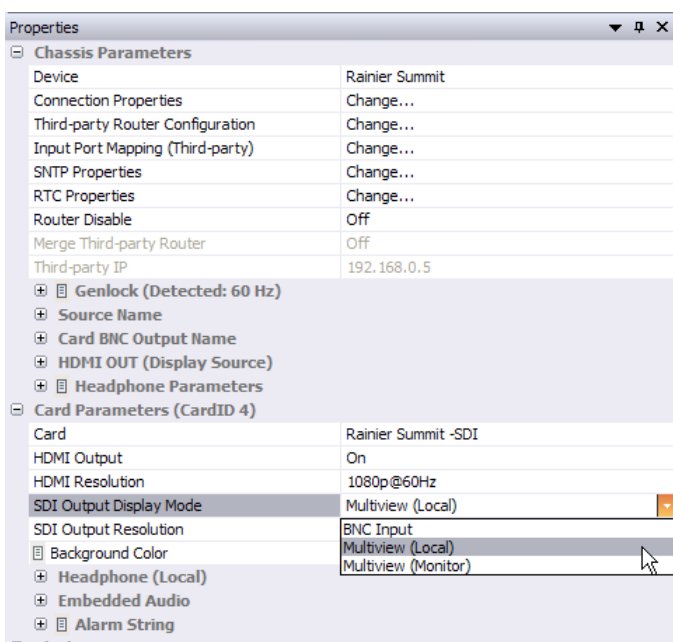 Properties
Chassis Parameters
Device Rainier Summit
Connection Properties Change...
Third-party Router Configuration Change...
Input Port Mapping (Third-party) Change...
SNTP Properties Change...
RTC Properties Change...
Router Disable Off
Merge Third-party Router Off
Third-party IP 192.168.0.5
Genlock (Detected: 60 Hz)
Source Name
Card BNC Output Name
HDMI OUT (Display Source)
Headphone Parameters
Card Parameters (CardID 4)
Card Rainier Summit -SDI
HDMI Output On
HDMI Resolution 1080p@60Hz
SDI Output Display Mode Multiview (Local)
SDI Output Resolution BNC Input
Multiview (Local)
Background Color Multiview (Monitor)
Headphone (Local)
Embedded Audio
Alarm String